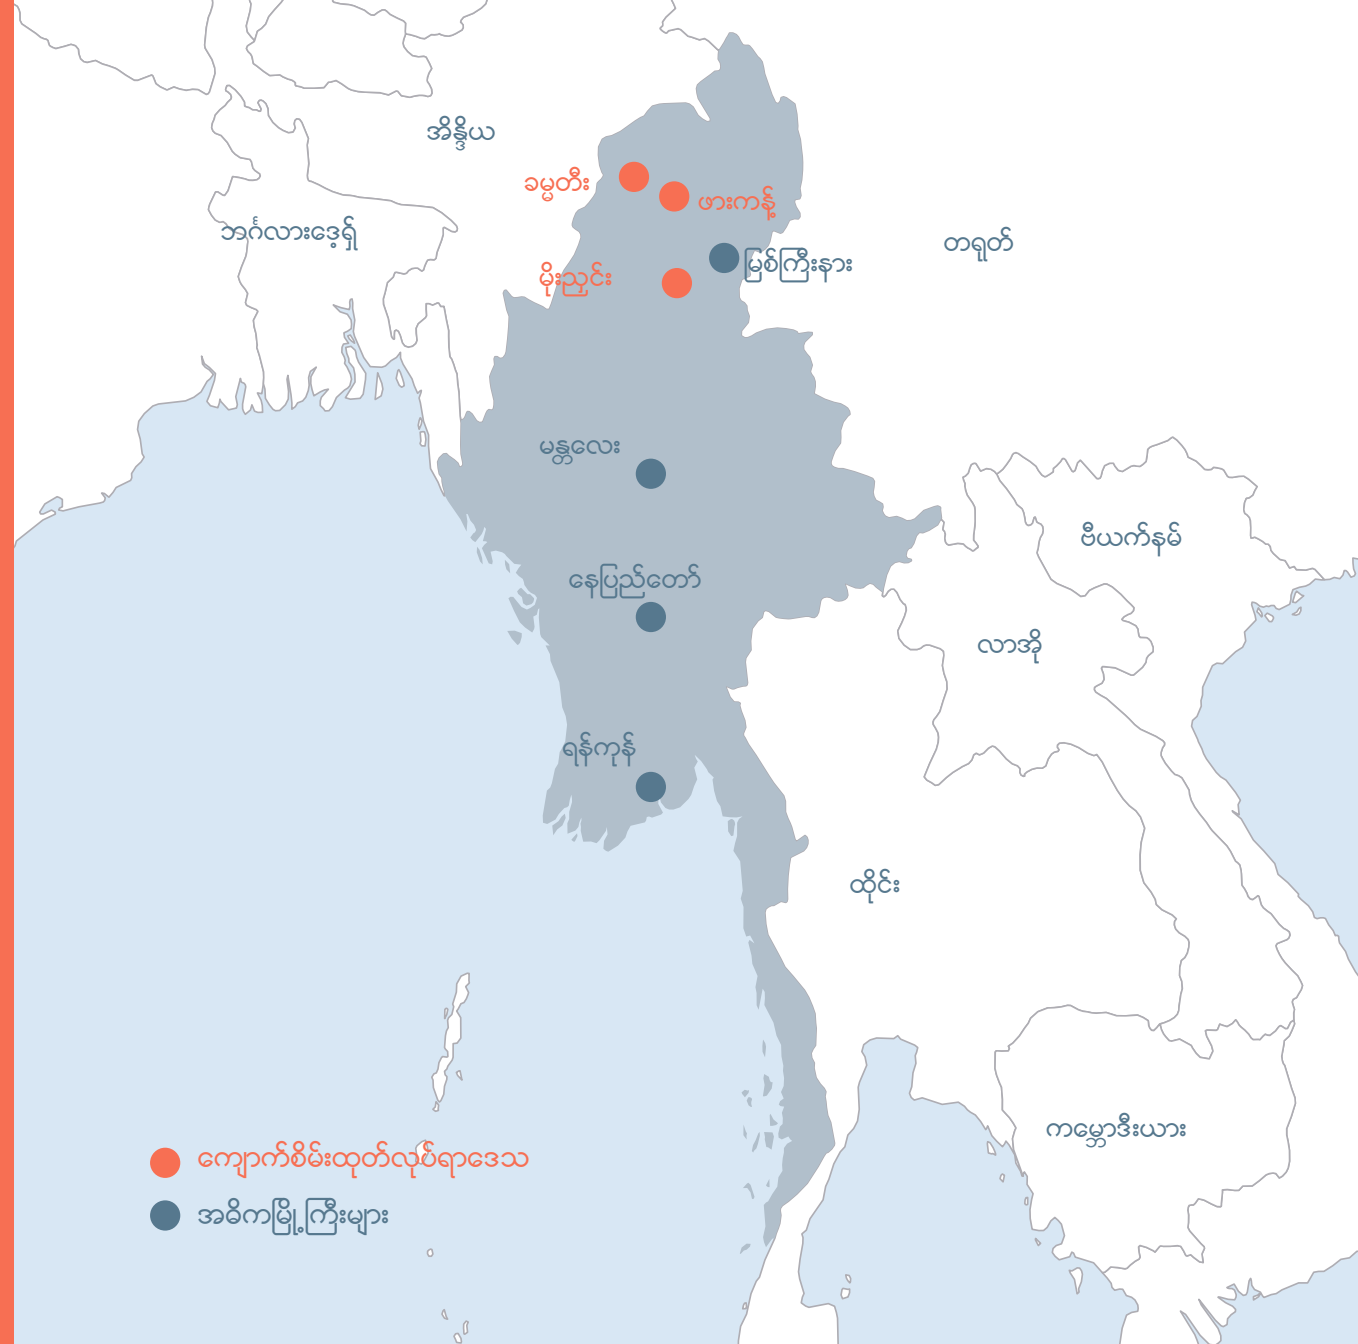 အိန္ဒိယ
ခမ္မတီး
ဖားကန့်
ဘင်္ဂလားဒေ့ရှ်
တရုတ်
မြစ်ကြီးနား
မိုးညှင်း
မန္တလေး
ဗီယက်နမ်
နေပြည်တော်
လာအို
ရန်ကုန်
ထိုင်း
ကမ္ဘောဒီးယား
ကျောက်စိမ်းထုတ်လုပ်ရာဒေသ
အဓိကမြို့ကြီးများ